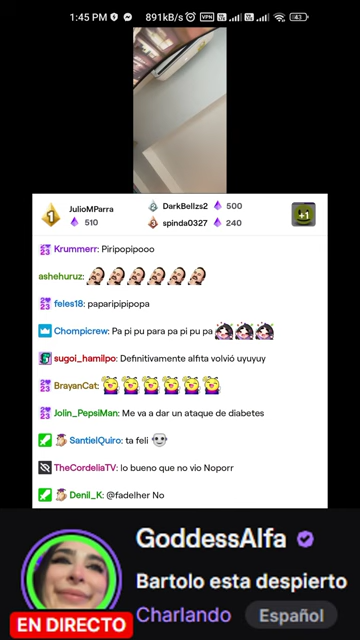 1:45 PM
891kB/s
VPN
43
1
JulioMParra
510
DarkBellzs2
500
spinda0327
240
+1
Krummerr: Piripopipooo
ashehuruz:
feles18: paparipipipopa
Chompicrew: Pa pi pu para pa pi pu pa
sugoi_hamilpo: Definitivamente alfita volvió uyuyuy
BrayanCat:
Jolin_PepsiMan: Me va a dar un ataque de diabetes
SantielQuiro: ta feli
TheCordeliaTV: lo bueno que no vio Noporr
Denil_K: @fadelher No
GoddessAlfa
Bartolo esta despierto
EN DIRECTO
Charlando
Español